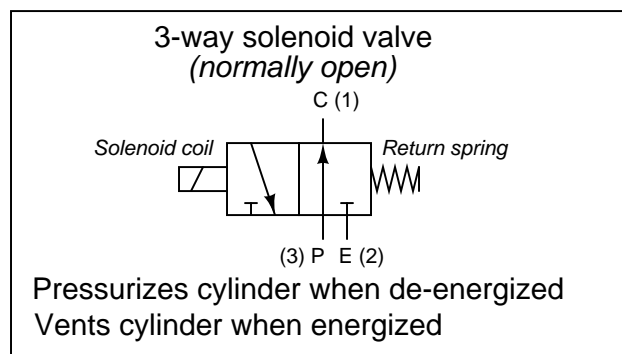 3-way solenoid valve
(normally open)
C (1)
Solenoid coil
Return spring
(3) P E (2)
Pressurizes cylinder when de-energized
Vents cylinder when energized